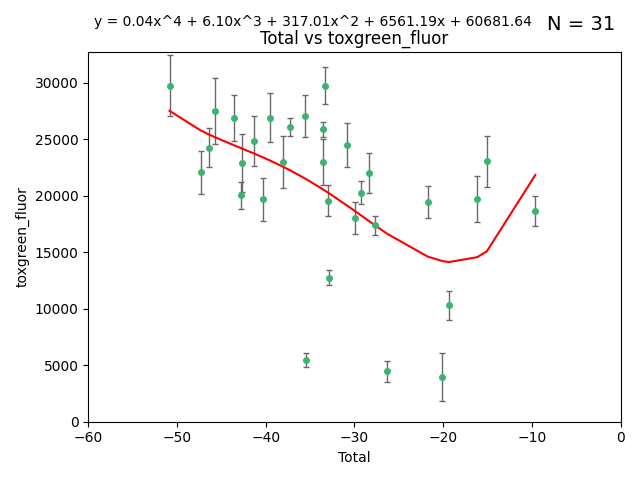 y = 0.04x^4 + 6.10x^3 + 317.01x^2 + 6561.19x + 60681.64
N = 31
Total vs toxgreen_fluor
30000
25000
20000
15000
10000
5000
0
toxgreen_fluor
−60 −50 −40 −30 −20 −10 0
Total